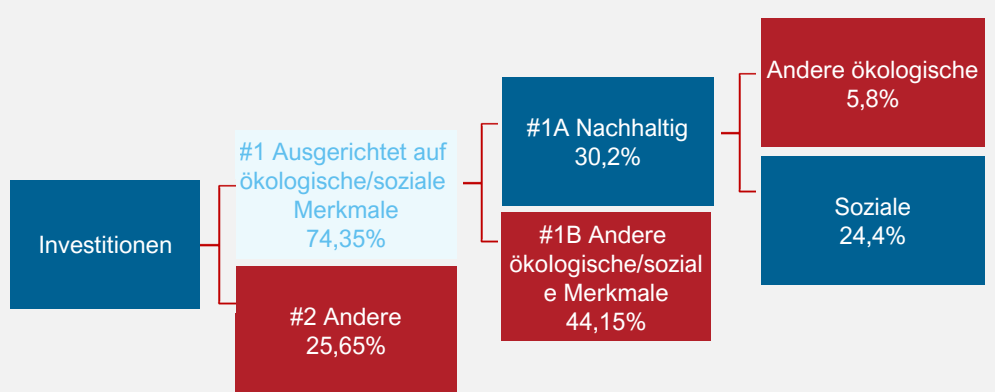 Investitionen
#1 Ausgerichtet auf
ökologische/soziale
Merkmale
74,35%
#2 Andere
25,65%
#1A Nachhaltig
30,2%
#1B Andere
ökologische/sozial
e Merkmale
44,15%
Andere ökologische
5,8%
Soziale
24,4%